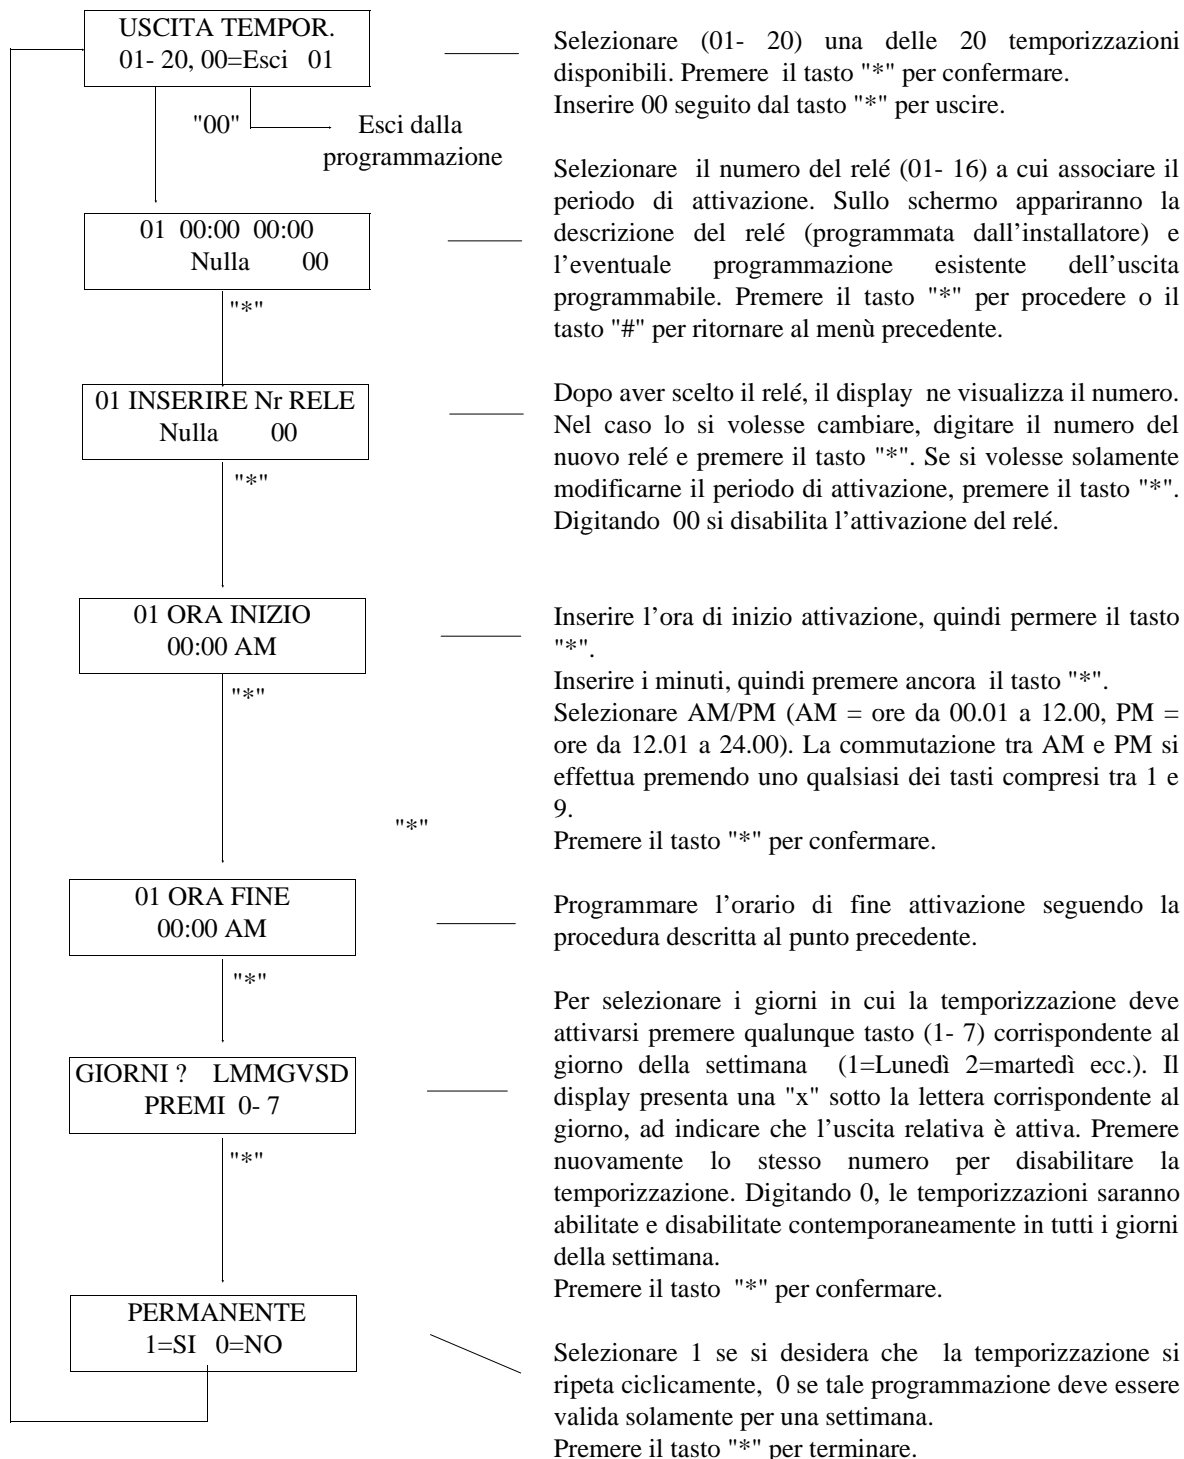 USCITA TEMPOR.
01- 20, 00=Esci 01
"00"
Esci dalla
programmazione
01 00:00 00:00
Nulla 00
"*"
01 INSERIRE Nr RELE
Nulla 00
"*"
01 ORA INIZIO
00:00 AM
"*"
"*"
01 ORA FINE
00:00 AM
"*"
GIORNI ? LMMGVSD
PREMI 0- 7
"*"
PERMANENTE
1=SI 0=NO
Selezionare (01- 20) una delle 20 temporizzazioni
disponibili. Premere il tasto "*" per confermare.
Inserire 00 seguito dal tasto "*" per uscire.
Selezionare il numero del relé (01- 16) a cui associare il
periodo di attivazione. Sullo schermo appariranno la
descrizione del relé (programmata dall'installatore) e
l'eventuale programmazione esistente dell'uscita
programmabile. Premere il tasto "*" per procedere o il
tasto "#" per ritornare al menù precedente.
Dopo aver scelto il relé, il display ne visualizza il numero.
Nel caso lo si volesse cambiare, digitare il numero del
nuovo relé e premere il tasto "*". Se si volesse solamente
modificarne il periodo di attivazione, premere il tasto "*".
Digitando 00 si disabilita l'attivazione del relé.
Inserire l'ora di inizio attivazione, quindi permere il tasto
"*".
Inserire i minuti, quindi premere ancora il tasto "*".
Selezionare AM/PM (AM = ore da 00.01 a 12.00, PM =
ore da 12.01 a 24.00). La commutazione tra AM e PM si
effettua premendo uno qualsiasi dei tasti compresi tra 1 e
9.
Premere il tasto "*" per confermare.
Programmare l'orario di fine attivazione seguendo la
procedura descritta al punto precedente.
Per selezionare i giorni in cui la temporizzazione deve
attivarsi premere qualunque tasto (1- 7) corrispondente al
giorno della settimana (1=Lunedì 2=martedì ecc.). Il
display presenta una "x" sotto la lettera corrispondente al
giorno, ad indicare che l'uscita relativa è attiva. Premere
nuovamente lo stesso numero per disabilitare la
temporizzazione. Digitando 0, le temporizzazioni saranno
abilitate e disabilitate contemporaneamente in tutti i giorni
della settimana.
Premere il tasto "*" per confermare.
Selezionare 1 se si desidera che la temporizzazione si
ripeta ciclicamente, 0 se tale programmazione deve essere
valida solamente per una settimana.
Premere il tasto "*" per terminare.